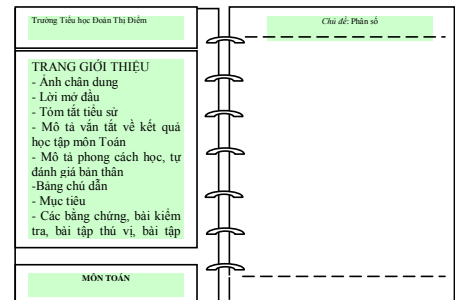 Trường Tiểu học Đoàn Thị Điểm
TRANG GIỚI THIỆU
- Ảnh chân dung
- Lời mở đầu
- Tóm tắt tiểu sử
- Mô tả vắn tắt về kết quả
học tập môn Toán
- Mô tả phong cách học, tự
đánh giá bản thân
-Bảng chú dẫn
- Mục tiêu
- Các bằng chứng, bài kiểm
tra, bài tập thú vị, bài tập
MÔN TOÁN
Chủ đề: Phân số